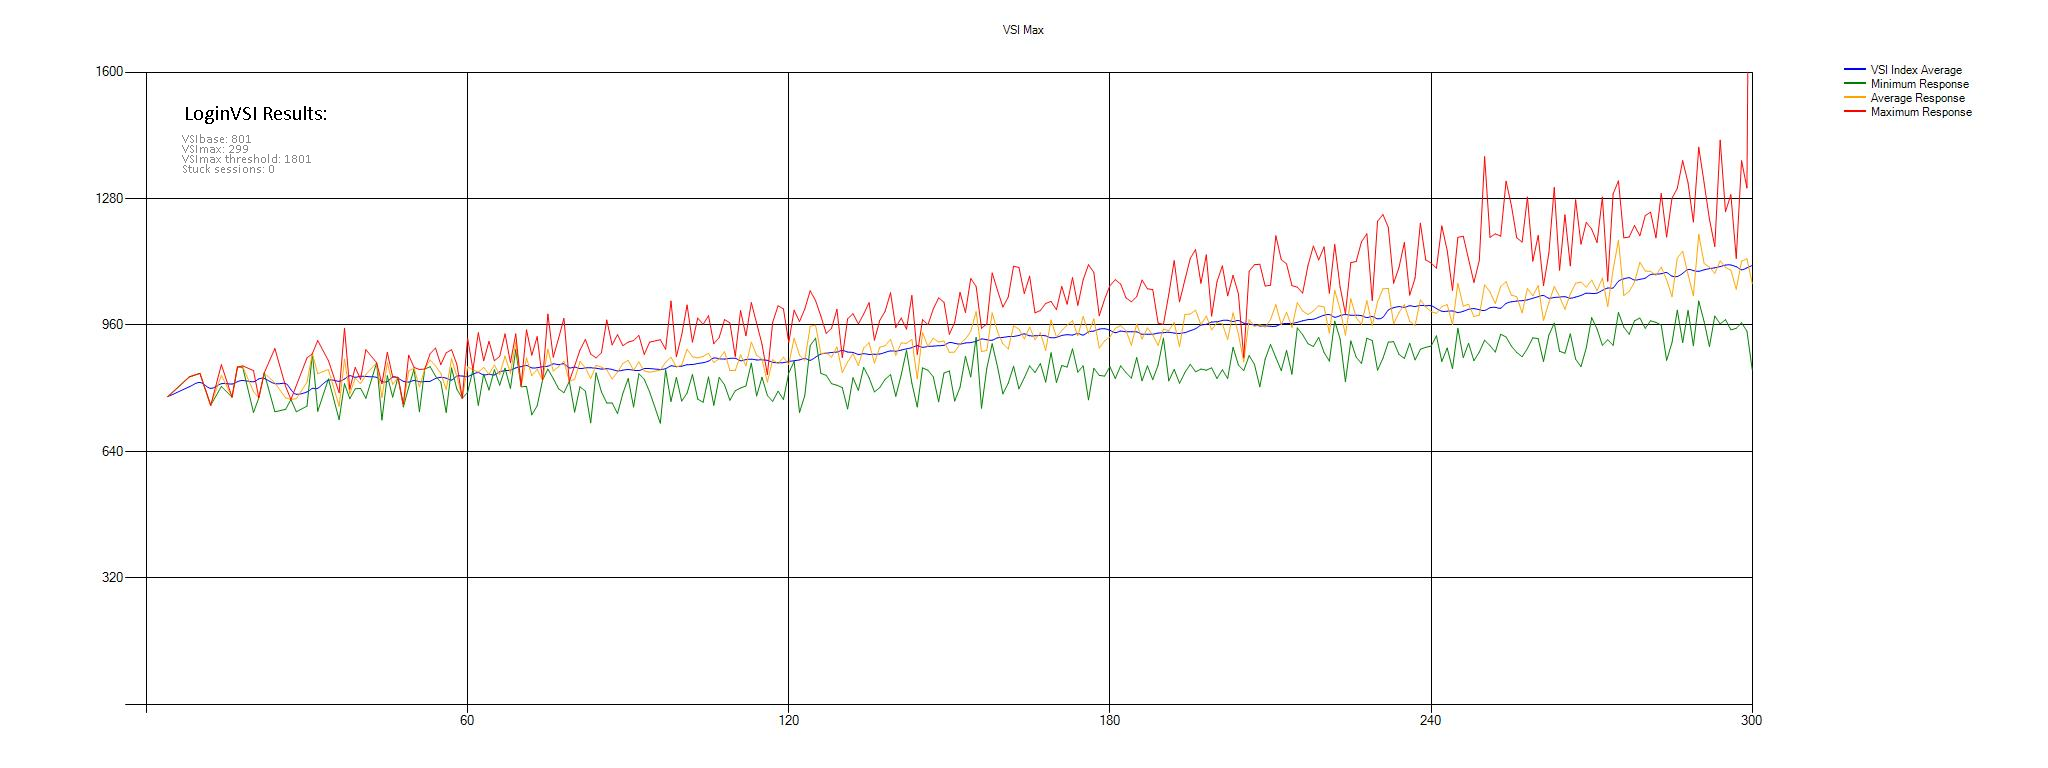 VSI Max
1600
1280
960
640
320
60
120
180
240
300
LoginVSI Results:
VSIbase: 801
VSImax: 299
VSImax threshold: 1801
Stuck sessions: 0
VSI Index Average
Minimum Response
Average Response
Maximum Response